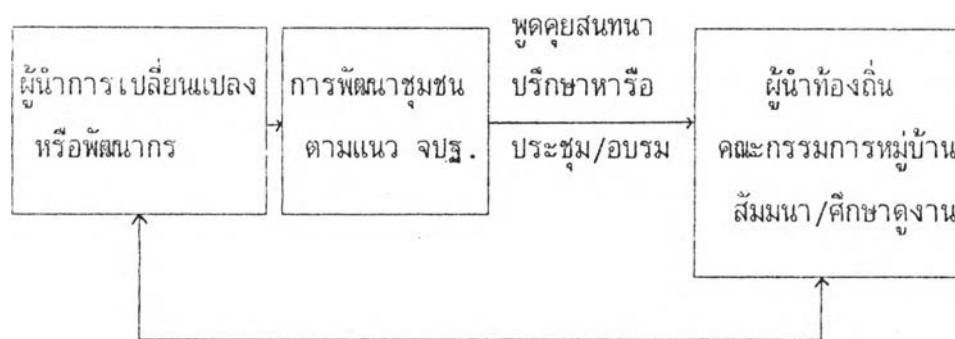 ผู้นำการเปลี่ยนแปลง
หรือพัฒนากร
การพัฒนาชุมชน
ตามแนว จปฐ.
พูดคุยสนทนา
ปรึกษาหารือ
ประชุม/อบรม
ผู้นำท้องถิ่น
คณะกรรมการหมู่บ้าน
สัมมนา/ศึกษาดูงาน